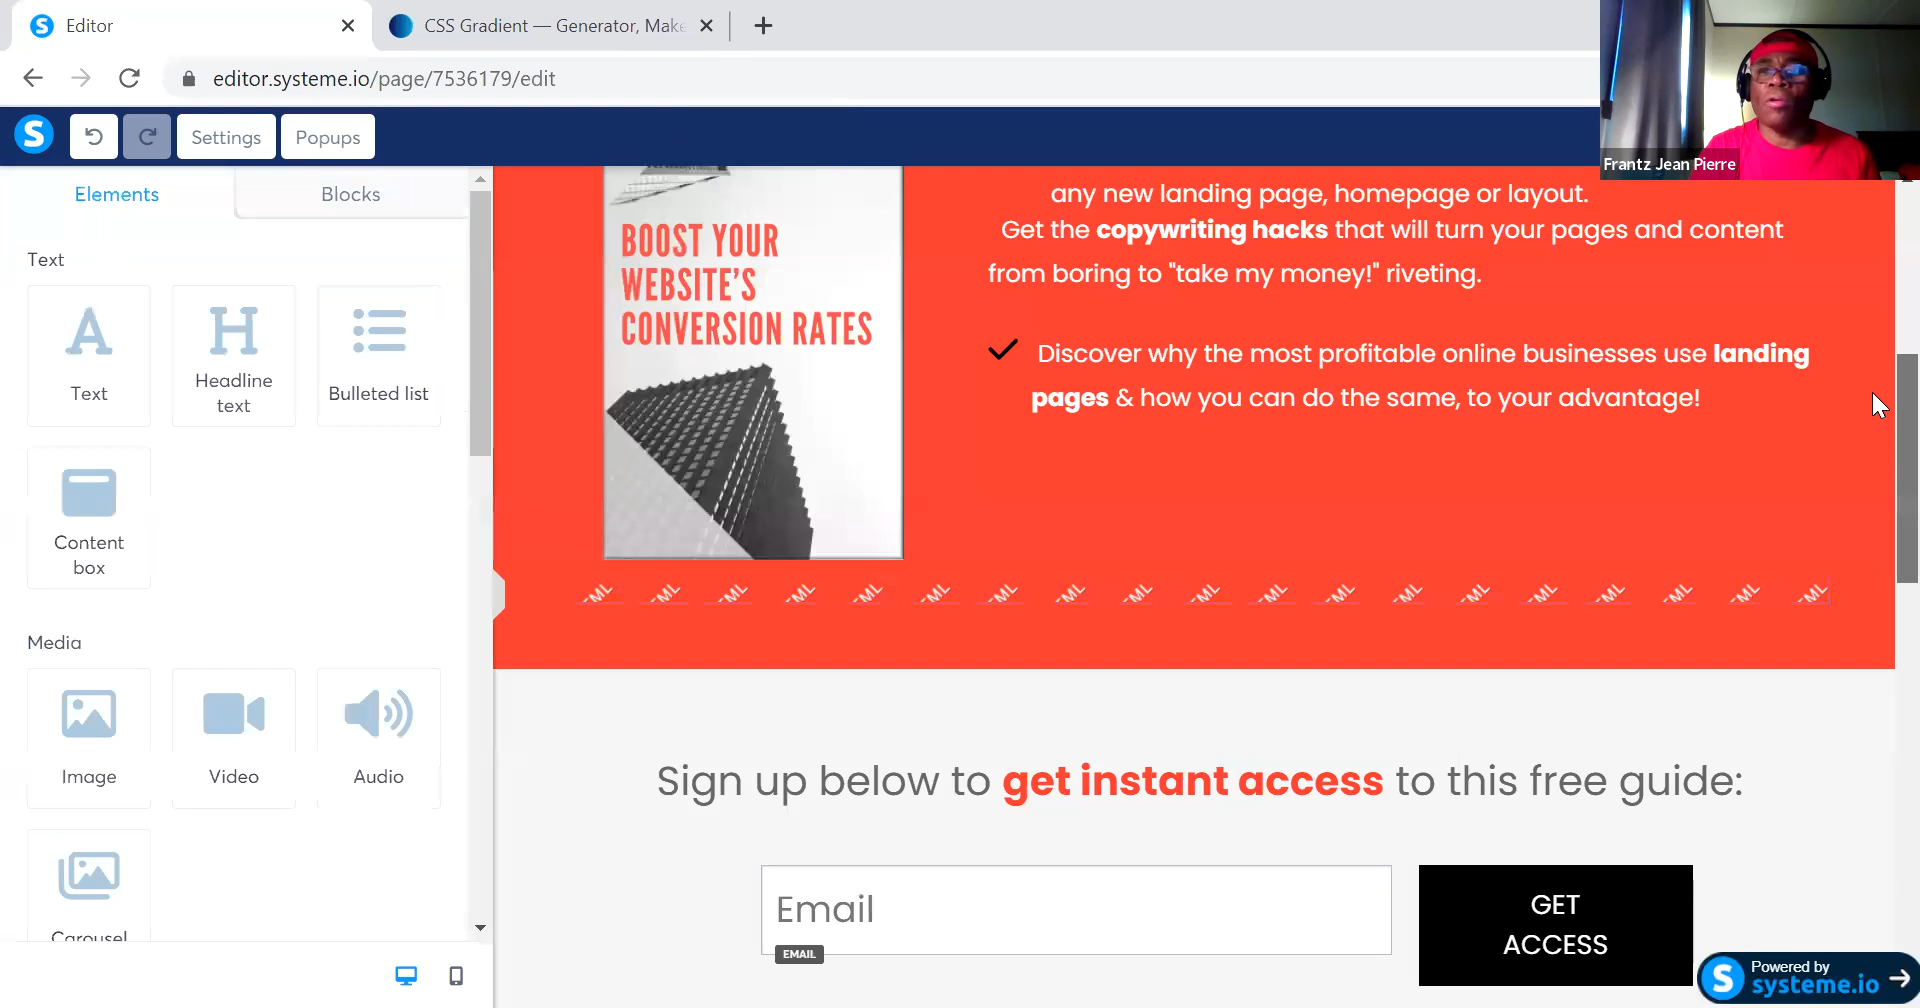 Editor
CSS Gradient — Generator, Make
editor.systeme.io/page/7536179/edit
S
Settings
Popups
Frantz Jean Pierre
Elements
Blocks
Text
A
H
Text
Headline
text
Bulleted list
Content
box
Media
Image
Video
Audio
Carousel
BOOST YOUR
WEBSITE'S
CONVERSION RATES
any new landing page, homepage or layout.
Get the copywriting hacks that will turn your pages and content
from boring to "take my money!" riveting.
Discover why the most profitable online businesses use landing
pages & how you can do the same, to your advantage!
Sign up below to get instant access to this free guide:
Email
EMAIL
GET
ACCESS
S
Powered by
systeme.io